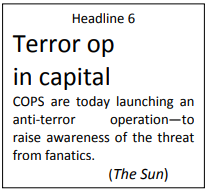 Headline 6
Terror op
in capital
COPS are today launching an
anti-terror operation—to
raise awareness of the threat
from fanatics.
(The Sun)